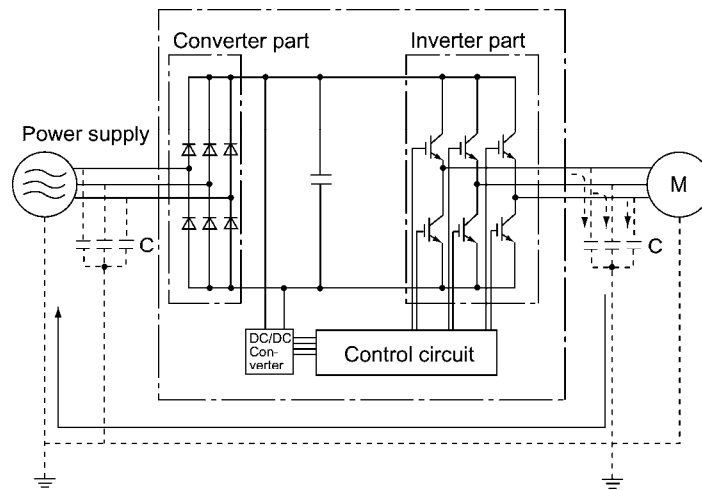 Converter part
Inverter part
Power supply
M
C
C
DC/DC
Con-
verter
Control circuit